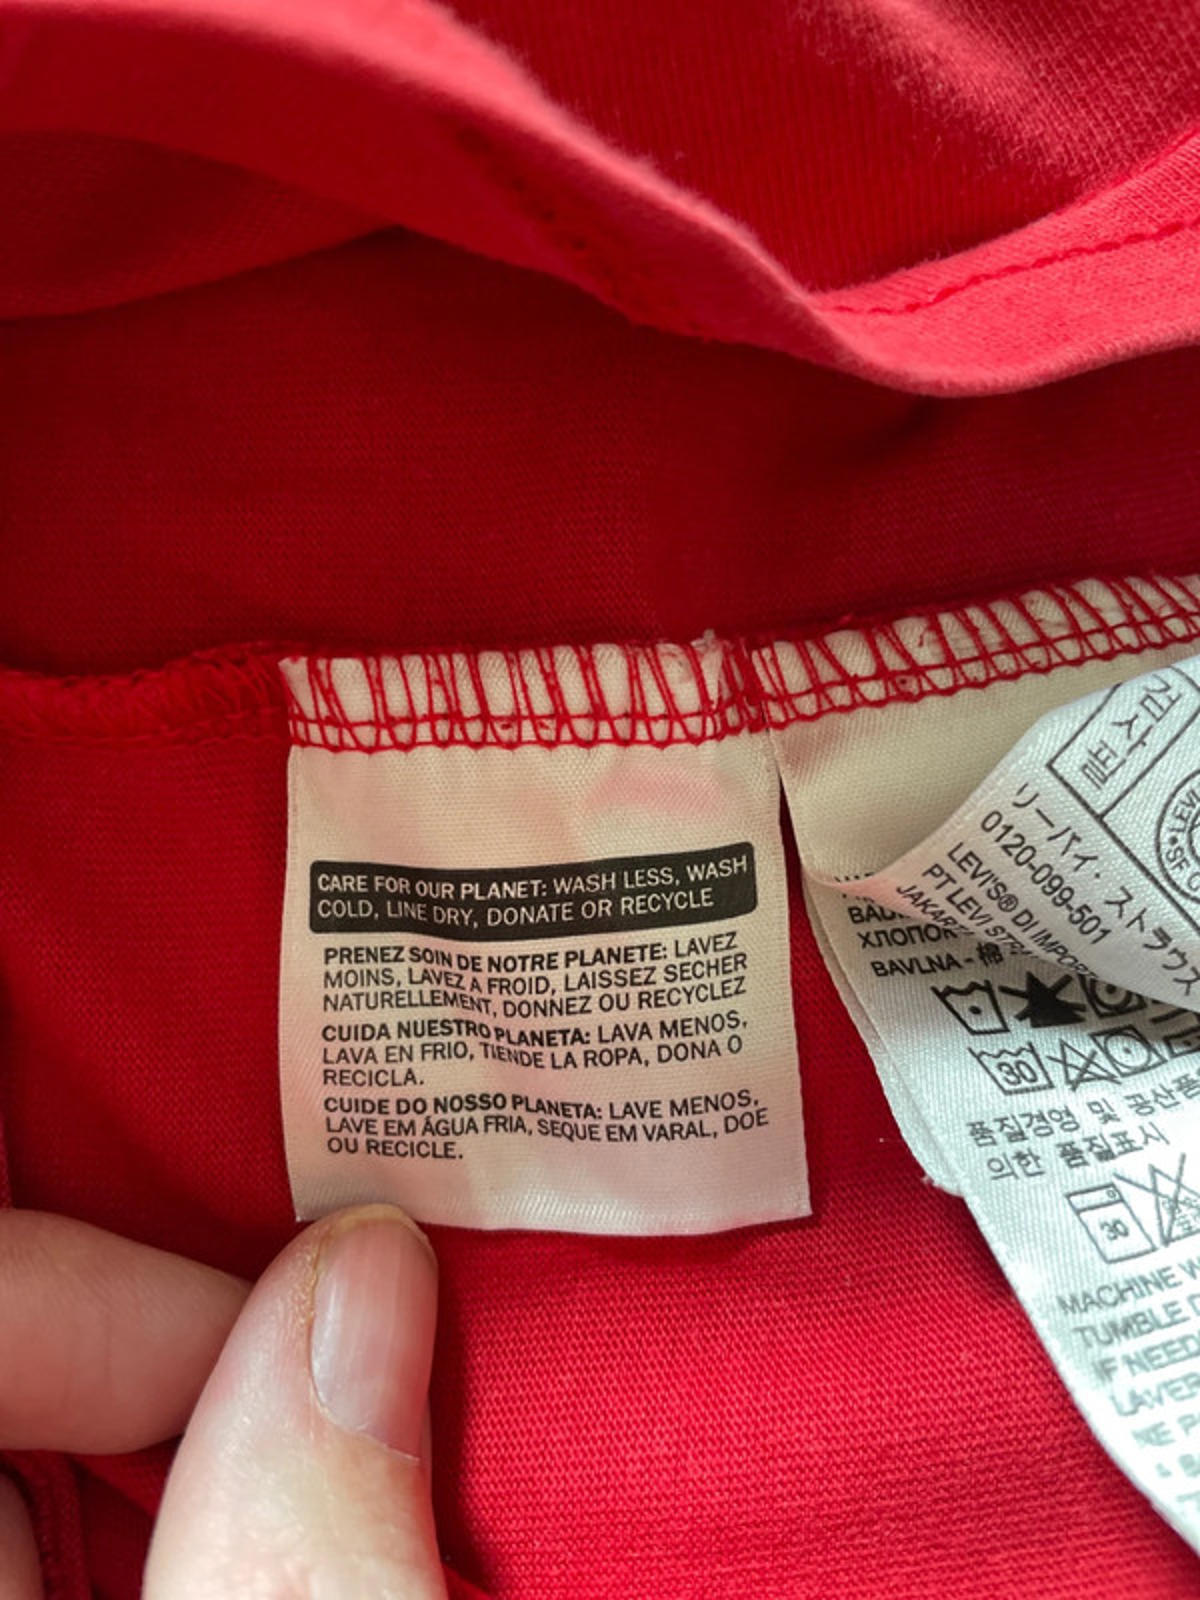 CARE FOR OUR PLANET: WASH LESS, WASH
COLD, LINE DRY, DONATE OR RECYCLE
PRENEZ SOIN DE NOTRE PLANETE: LAVEZ
MOINS, LAVEZ A FROID, LAISSEZ SECHER
NATURELLEMENT, DONNEZ OU RECYCLEZ
CUIDA NUESTRO PLANETA: LAVA MENOS,
LAVA EN FRIO, TIENDE LA ROPA, DONA O
RECICLA.
CUIDE DO NOSSO PLANETA: LAVE MENOS,
LAVE EM ÁGUA FRIA, SEQUE EM VARAL, DOE
OU RECICLE.
リーバイ・ストラウス
0120-099-501
LEVI'S® DI IMPOR
PT LEVI STR
JAKART
ХЛОПОК
BAVLNA - 棉
30
품질경영 및 공산품
의한 품질표시
30
MACHINE W
TUMBLE
IF NEED